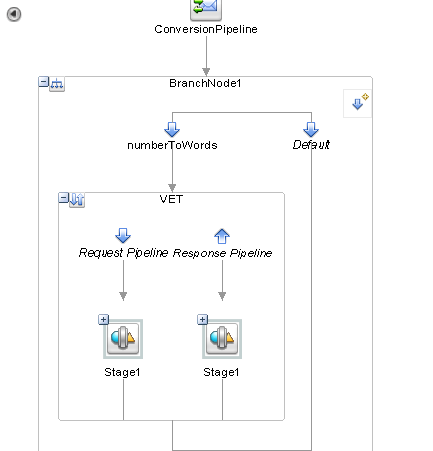 ConversionPipeline
BranchNode1
numberToWords
Default
VET
Request Pipeline
Response Pipeline
Stage1
Stage1